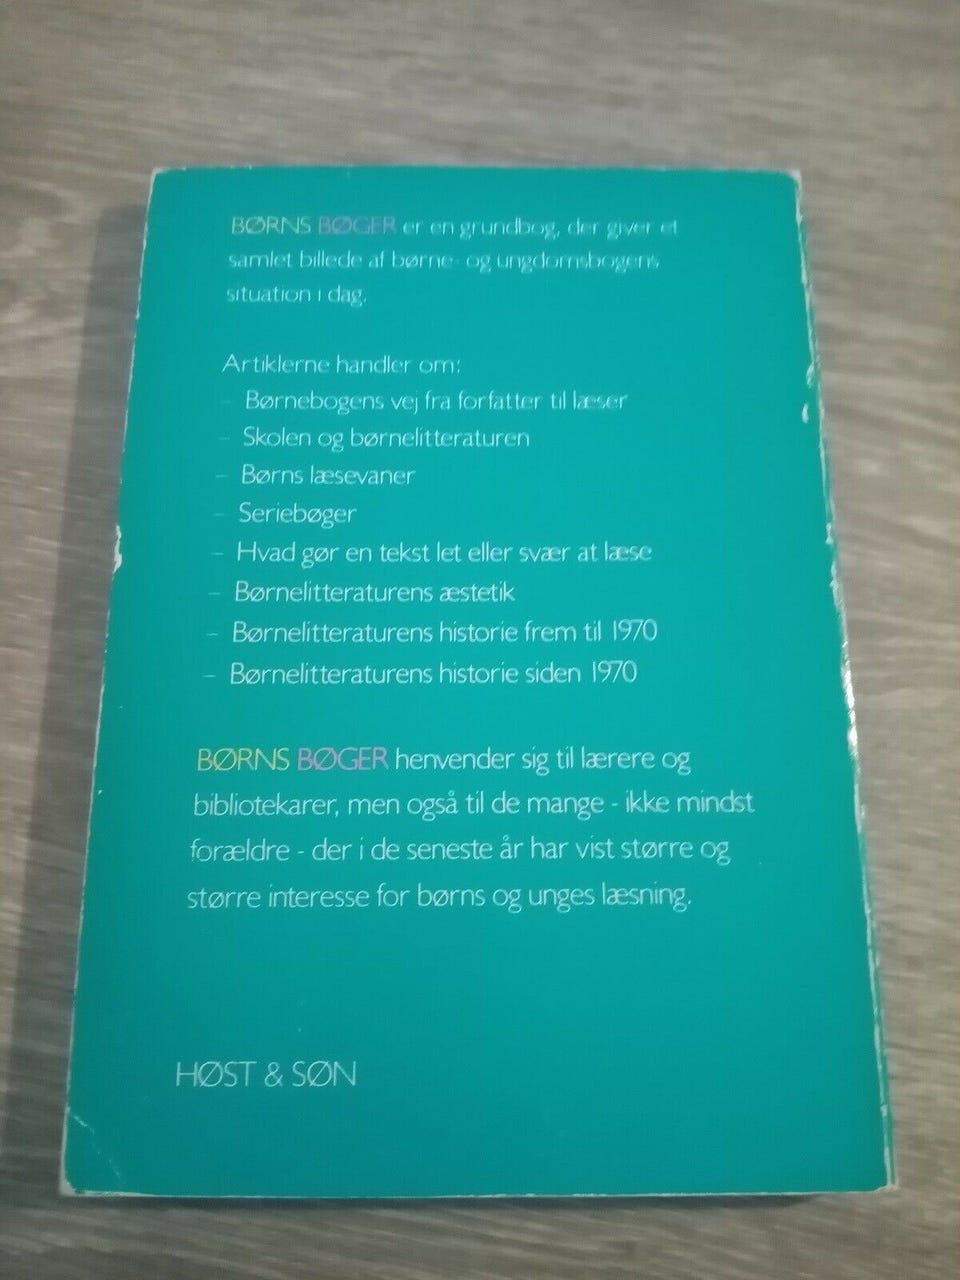 BØRNS BØGER er en grundbog, der giver et
samlet billede af børne- og ungdomsbogens
situation i dag.
Artiklerne handler om:
- Børnebogens vej fra forfatter til læser
- Skolen og børnelitteraturen
- Børns læsevaner
- Seriebøger
- Hvad gør en tekst let eller svær at læse
- Børnelitteraturens æstetik
- Børnelitteraturens historie frem til 1970
- Børnelitteraturens historie siden 1970
BØRNS BØGER henvender sig til lærere og
bibliotekarer, men også til de mange - ikke mindst
forældre - der i de seneste år har vist større og
større interesse for børns og unges læsning.
HØST & SØN